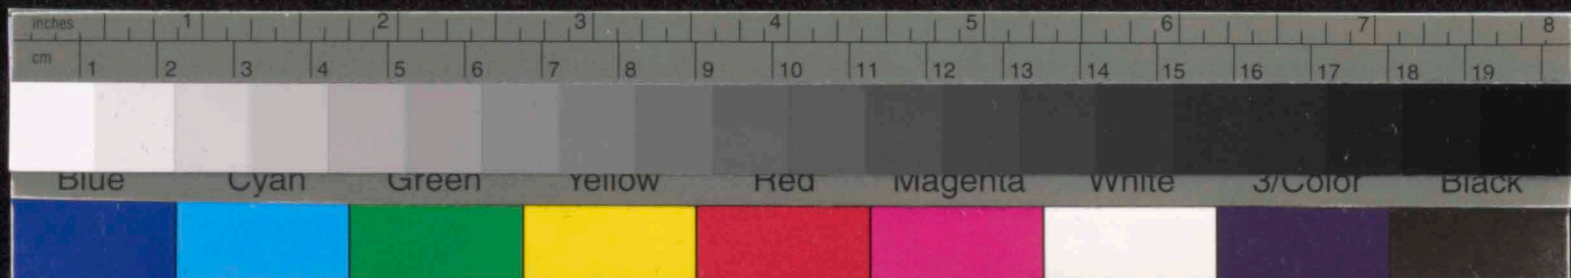 inches 1 2 3 4 5 6 7 8
cm 1 2 3 4 5 6 7 8 9 10 11 12 13 14 15 16 17 18 19
Blue Cyan Green Yellow Red Magenta White 3/Color Black